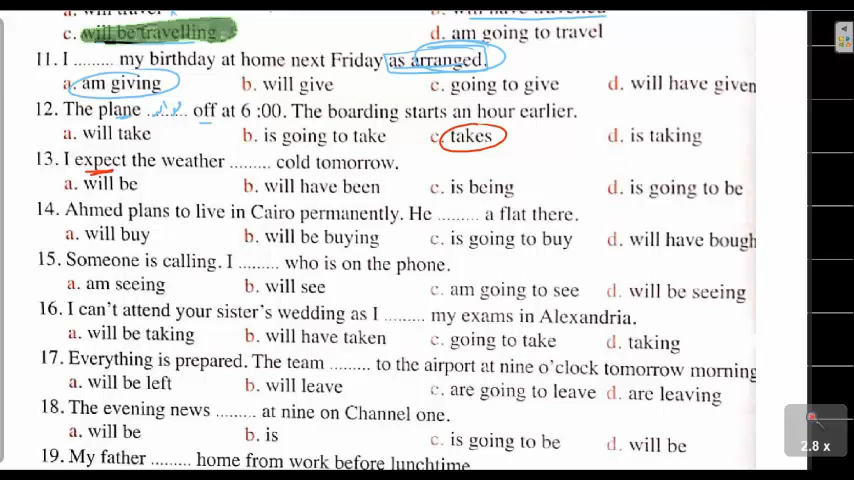 a. will travel b. will have travelled
c. will be travelling d. am going to travel
11. I ......... my birthday at home next Friday as arranged.
a. am giving b. will give c. going to give d. will have given
12. The plane ......... off at 6 :00. The boarding starts an hour earlier.
a. will take b. is going to take c. takes d. is taking
13. I expect the weather ......... cold tomorrow.
a. will be b. will have been c. is being d. is going to be
14. Ahmed plans to live in Cairo permanently. He ......... a flat there.
a. will buy b. will be buying c. is going to buy d. will have bough
15. Someone is calling. I ......... who is on the phone.
a. am seeing b. will see c. am going to see d. will be seeing
16. I can't attend your sister's wedding as I ......... my exams in Alexandria.
a. will be taking b. will have taken c. going to take d. taking
17. Everything is prepared. The team ......... to the airport at nine o'clock tomorrow morning
a. will be left b. will leave c. are going to leave d. are leaving
18. The evening news ......... at nine on Channel one.
a. will be b. is c. is going to be d. will be
19. My father ......... home from work before lunchtime
2.8 x